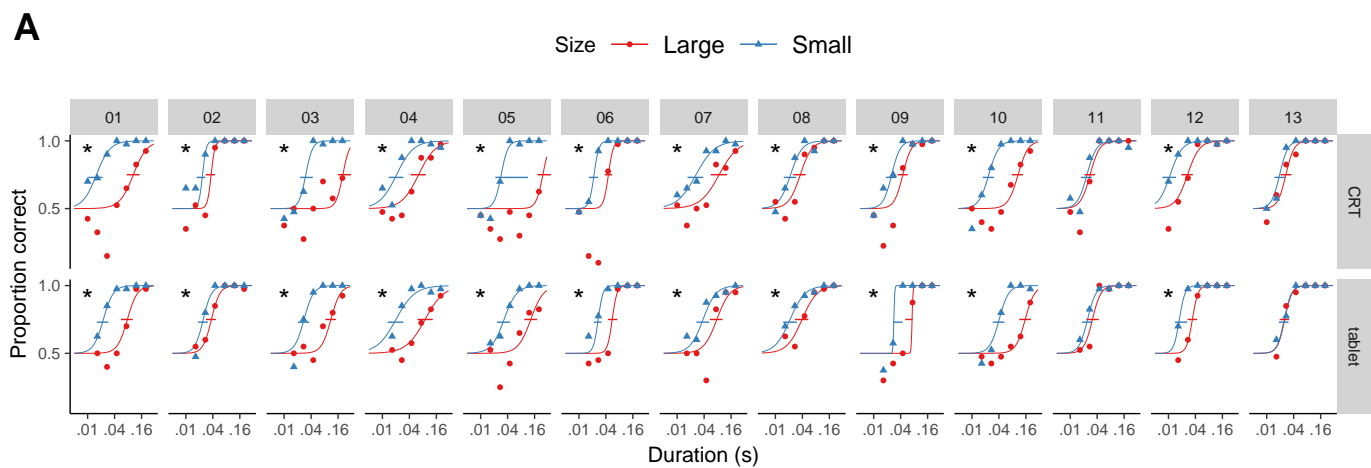 A
Size Large Small
01 02 03 04 05 06 07 08 09 10 11 12 13
1.0 * * * * * * * * * * *
0.5
CRT
1.0 * * * * * * * * * * *
0.5
tablet
Proportion correct
.01 .04 .16 .01 .04 .16 .01 .04 .16 .01 .04 .16 .01 .04 .16 .01 .04 .16 .01 .04 .16 .01 .04 .16 .01 .04 .16 .01 .04 .16 .01 .04 .16 .01 .04 .16 .01 .04 .16
Duration (s)